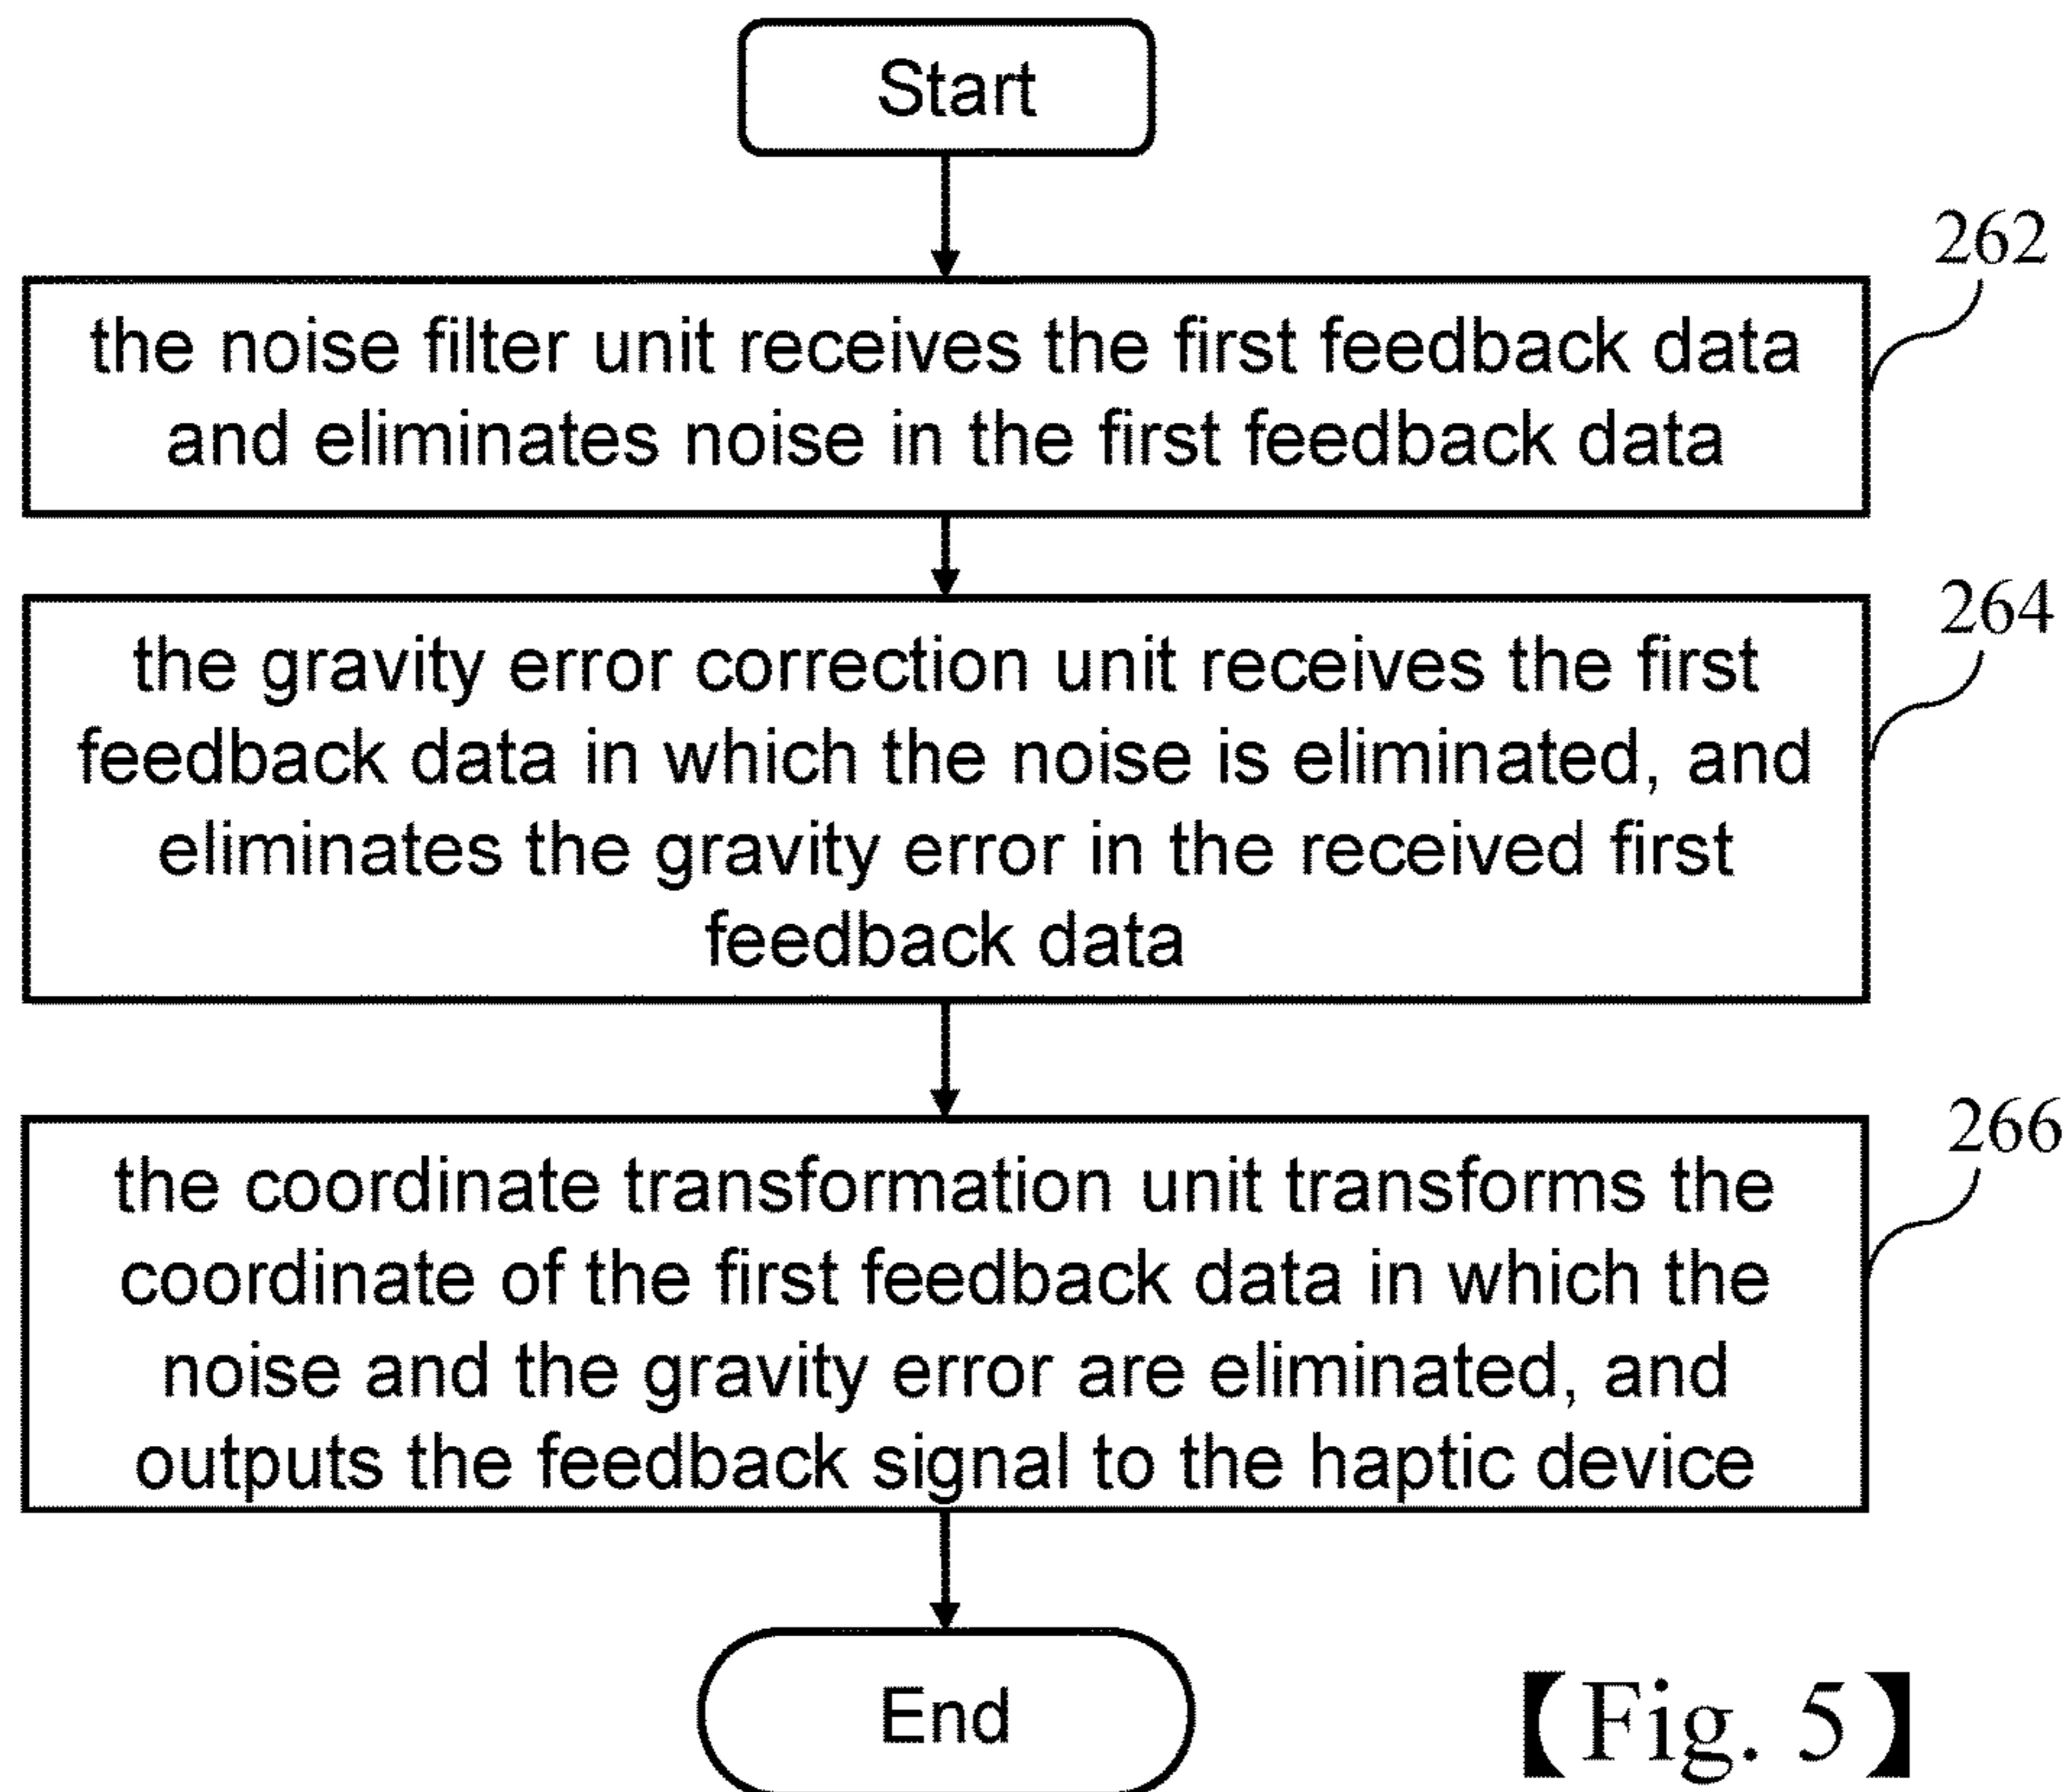 Start
262
the noise filter unit receives the first feedback data
and eliminates noise in the first feedback data
264
the gravity error correction unit receives the first
feedback data in which the noise is eliminated, and
eliminates the gravity error in the received first
feedback data
266
the coordinate transformation unit transforms the
coordinate of the first feedback data in which the
noise and the gravity error are eliminated, and
outputs the feedback signal to the haptic device
End
【Fig. 5】